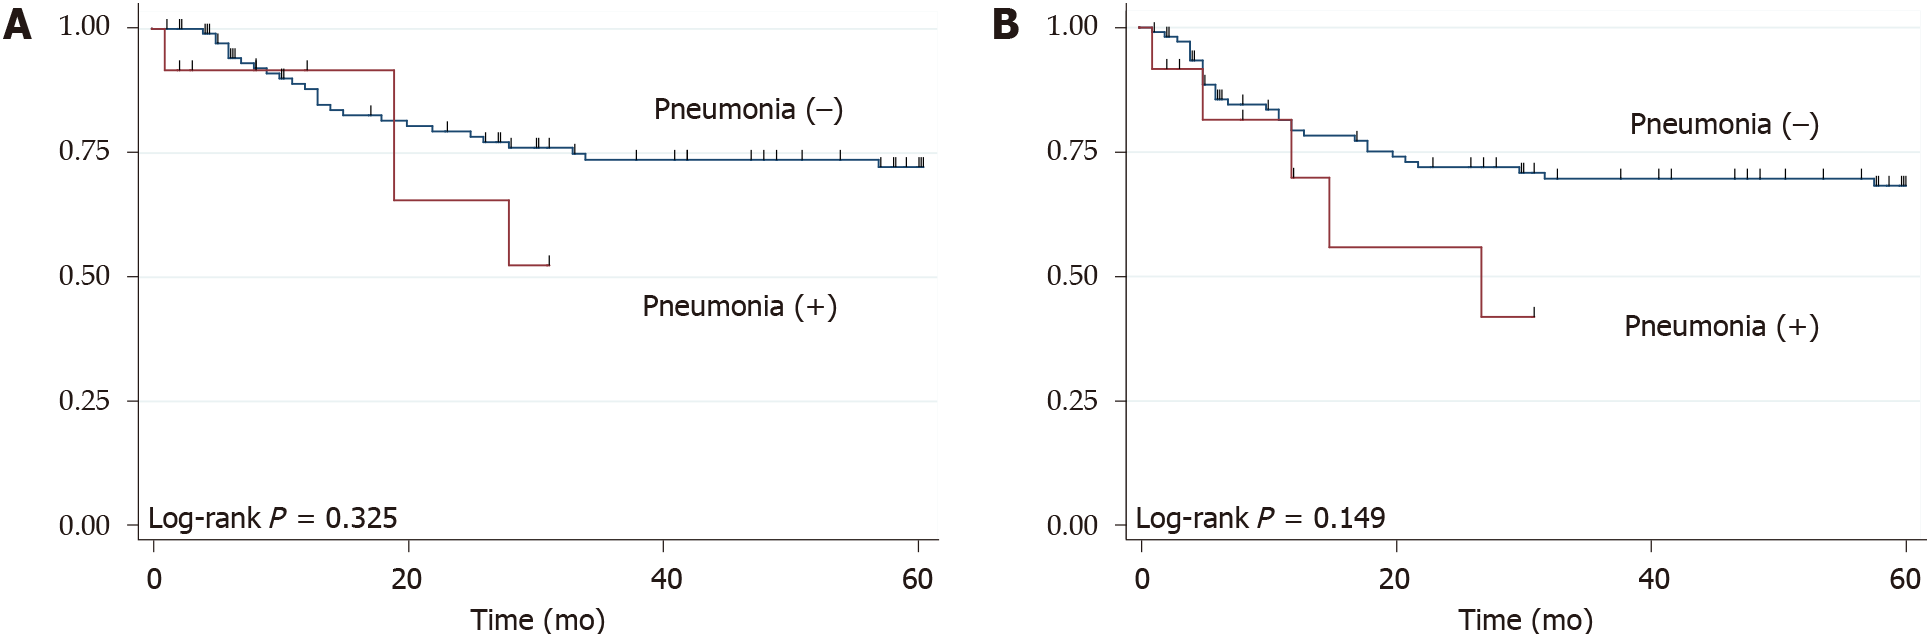 A
1.00
0.75
0.50
0.25
0.00
Pneumonia (–)
Pneumonia (+)
Log-rank P = 0.325
0 20 40 60
Time (mo)
B
1.00
0.75
0.50
0.25
0.00
Pneumonia (–)
Pneumonia (+)
Log-rank P = 0.149
0 20 40 60
Time (mo)